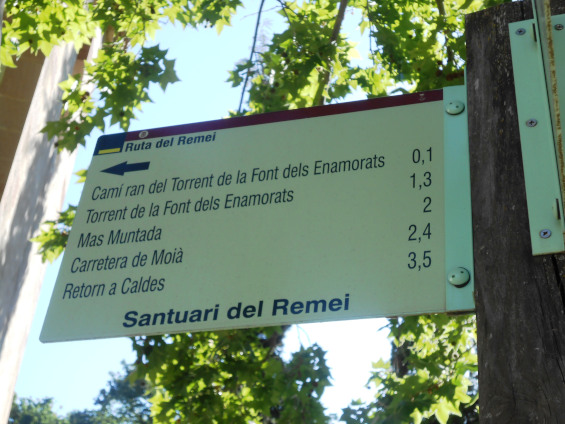 Ruta del Remei
Camí ran del Torrent de la Font dels Enamorats 0,1
Torrent de la Font dels Enamorats 1,3
Mas Muntada 2
Carretera de Moià 2,4
Retorn a Caldes 3,5
Santuari del Remei